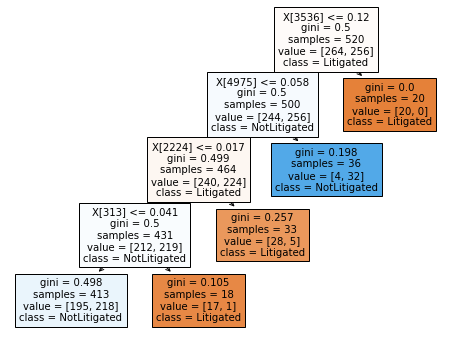 X[3536] <= 0.12
gini = 0.5
samples = 520
value = [264, 256]
class = Litigated
X[4975] <= 0.058
gini = 0.5
samples = 500
value = [244, 256]
class = NotLitigated
gini = 0.0
samples = 20
value = [20, 0]
class = Litigated
X[2224] <= 0.017
gini = 0.499
samples = 464
value = [240, 224]
class = Litigated
gini = 0.198
samples = 36
value = [4, 32]
class = NotLitigated
X[313] <= 0.041
gini = 0.5
samples = 431
value = [212, 219]
class = NotLitigated
gini = 0.257
samples = 33
value = [28, 5]
class = Litigated
gini = 0.498
samples = 413
value = [195, 218]
class = NotLitigated
gini = 0.105
samples = 18
value = [17, 1]
class = Litigated